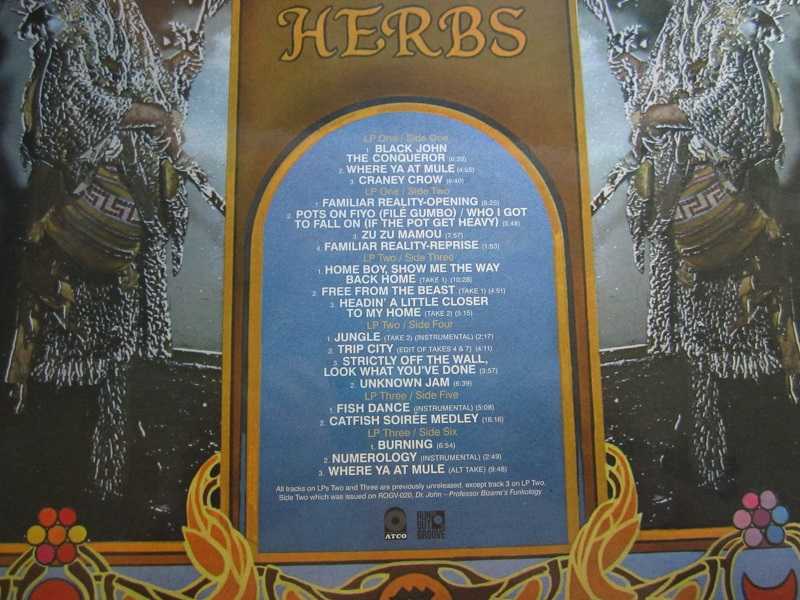 HERBS
LP One / Side One
1. BLACK JOHN
THE CONQUEROR
2. WHERE YA AT MULE (4:55)
3. CRANEY CROW (6:40)
LP One / Side Two
1. FAMILIAR REALITY-OPENING (5:25)
2. POTS ON FIYO (FILÉ GUMBO) / WHO I GOT
TO FALL ON (IF THE POT GET HEAVY) (5:48)
3. ZU ZU MAMOU (7:57)
4. FAMILIAR REALITY-REPRISE (1:53)
LP Two / Side Three
1. HOME BOY, SHOW ME THE WAY
BACK HOME (TAKE 1) (10:28)
2. FREE FROM THE BEAST (TAKE 1) (4:51)
3. HEADIN' A LITTLE CLOSER
TO MY HOME (TAKE 2) (5:15)
LP Two / Side Four
1. JUNGLE (TAKE 2) (INSTRUMENTAL) (2:17)
2. TRIP CITY (EDIT OF TAKES 4 & 7) (4:11)
3. STRICTLY OFF THE WALL,
LOOK WHAT YOU'VE DONE (3:57)
2. UNKNOWN JAM (6:39)
LP Three / Side Five
1. FISH DANCE (INSTRUMENTAL) (5:08)
2. CATFISH SOIRÉE MEDLEY (16:16)
LP Three / Side Six
1. BURNING (6:54)
2. NUMEROLOGY (INSTRUMENTAL) (2:49)
3. WHERE YA AT MULE (ALT TAKE) (9:48)
All tracks on LPs Two and Three are previously unreleased, except track 3 on LP Two,
Side Two which was issued on ROGV-020, Dr. John – Professor Bizarre's Funkology.
ATCO
RUN
OUT
GROOVE